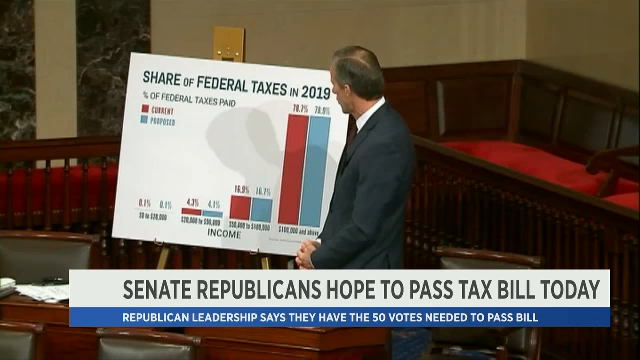 SHARE OF FEDERAL TAXES IN 2019
% OF FEDERAL TAXES PAID
CURRENT
PROPOSED
78.7% 78.9%
16.9% 16.7%
4.3% 4.1%
0.1% 0.1%
$0 to $20,000 $20,000 to $50,000 $50,000 to $100,000 $100,000 and above
INCOME
SENATE REPUBLICANS HOPE TO PASS TAX BILL TODAY
REPUBLICAN LEADERSHIP SAYS THEY HAVE THE 50 VOTES NEEDED TO PASS BILL